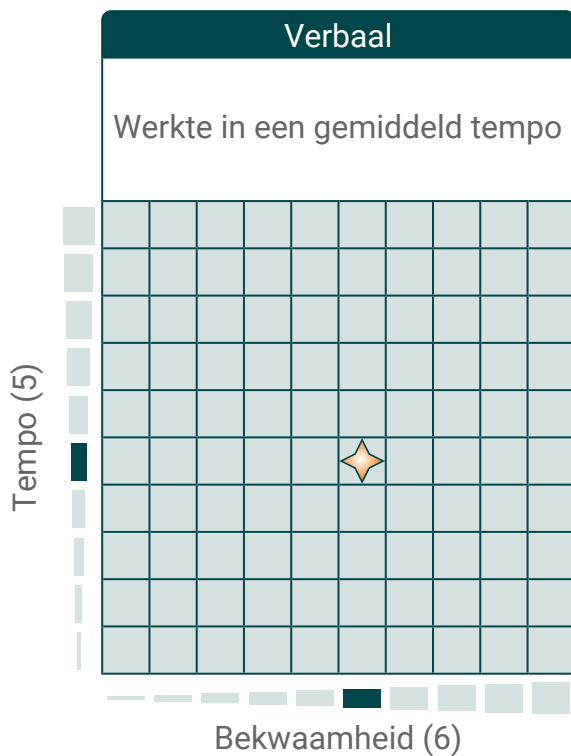 Verbaal
Werkte in een gemiddeld tempo
Tempo (5)
Bekwaamheid (6)